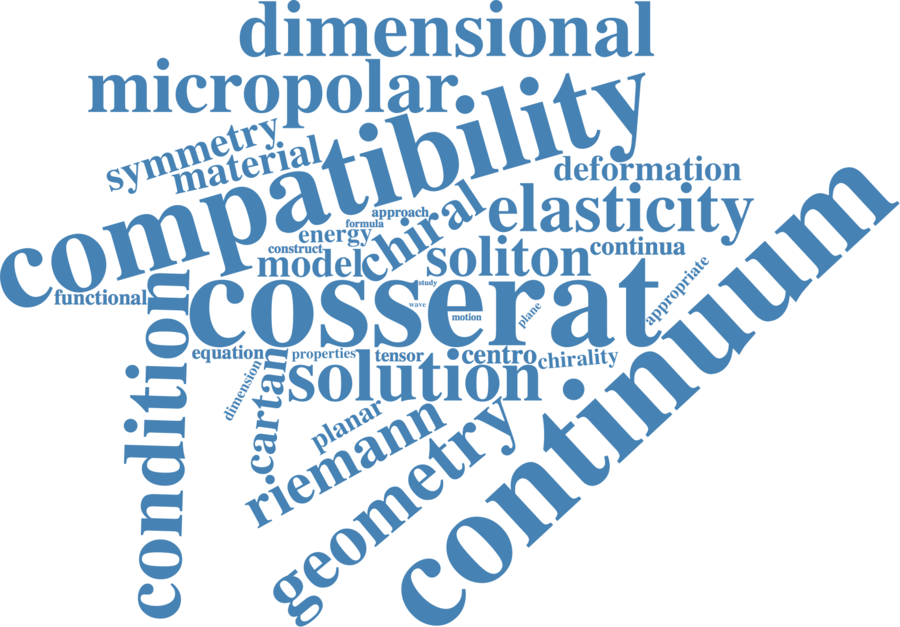 dimensional
micropolar
compatibility
symmetry
material
deformation
approach
formula
energy
chiral
elasticity
construct
model
soliton
continua
functional
study
cosserat
wave
motion
plane
appropriate
continuum
condition
equation
properties
tensor
centro
chirality
dimension
cartan
solution
planar
riemann
geometry